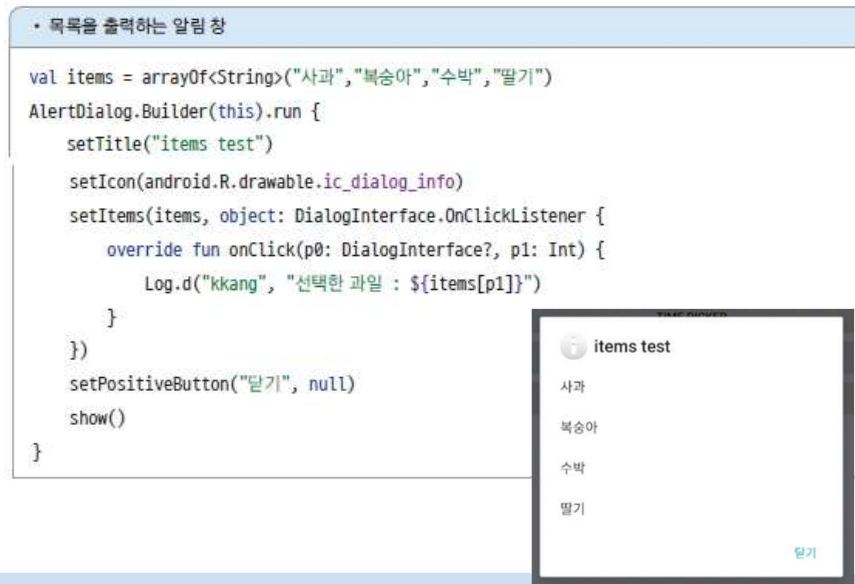 • 목록을 출력하는 알림 창
val items = arrayOf<String>("사과","복숭아","수박","딸기")
AlertDialog.Builder(this).run {
setTitle("items test")
setIcon(android.R.drawable.ic_dialog_info)
setItems(items, object: DialogInterface.OnClickListener {
override fun onClick(p0: DialogInterface?, p1: Int) {
Log.d("kkang", "선택한 과일 : ${items[p1]}")
}
})
setPositiveButton("닫기", null)
show()
}
TIME PICKER
items test
사과
복숭아
수박
딸기
닫기